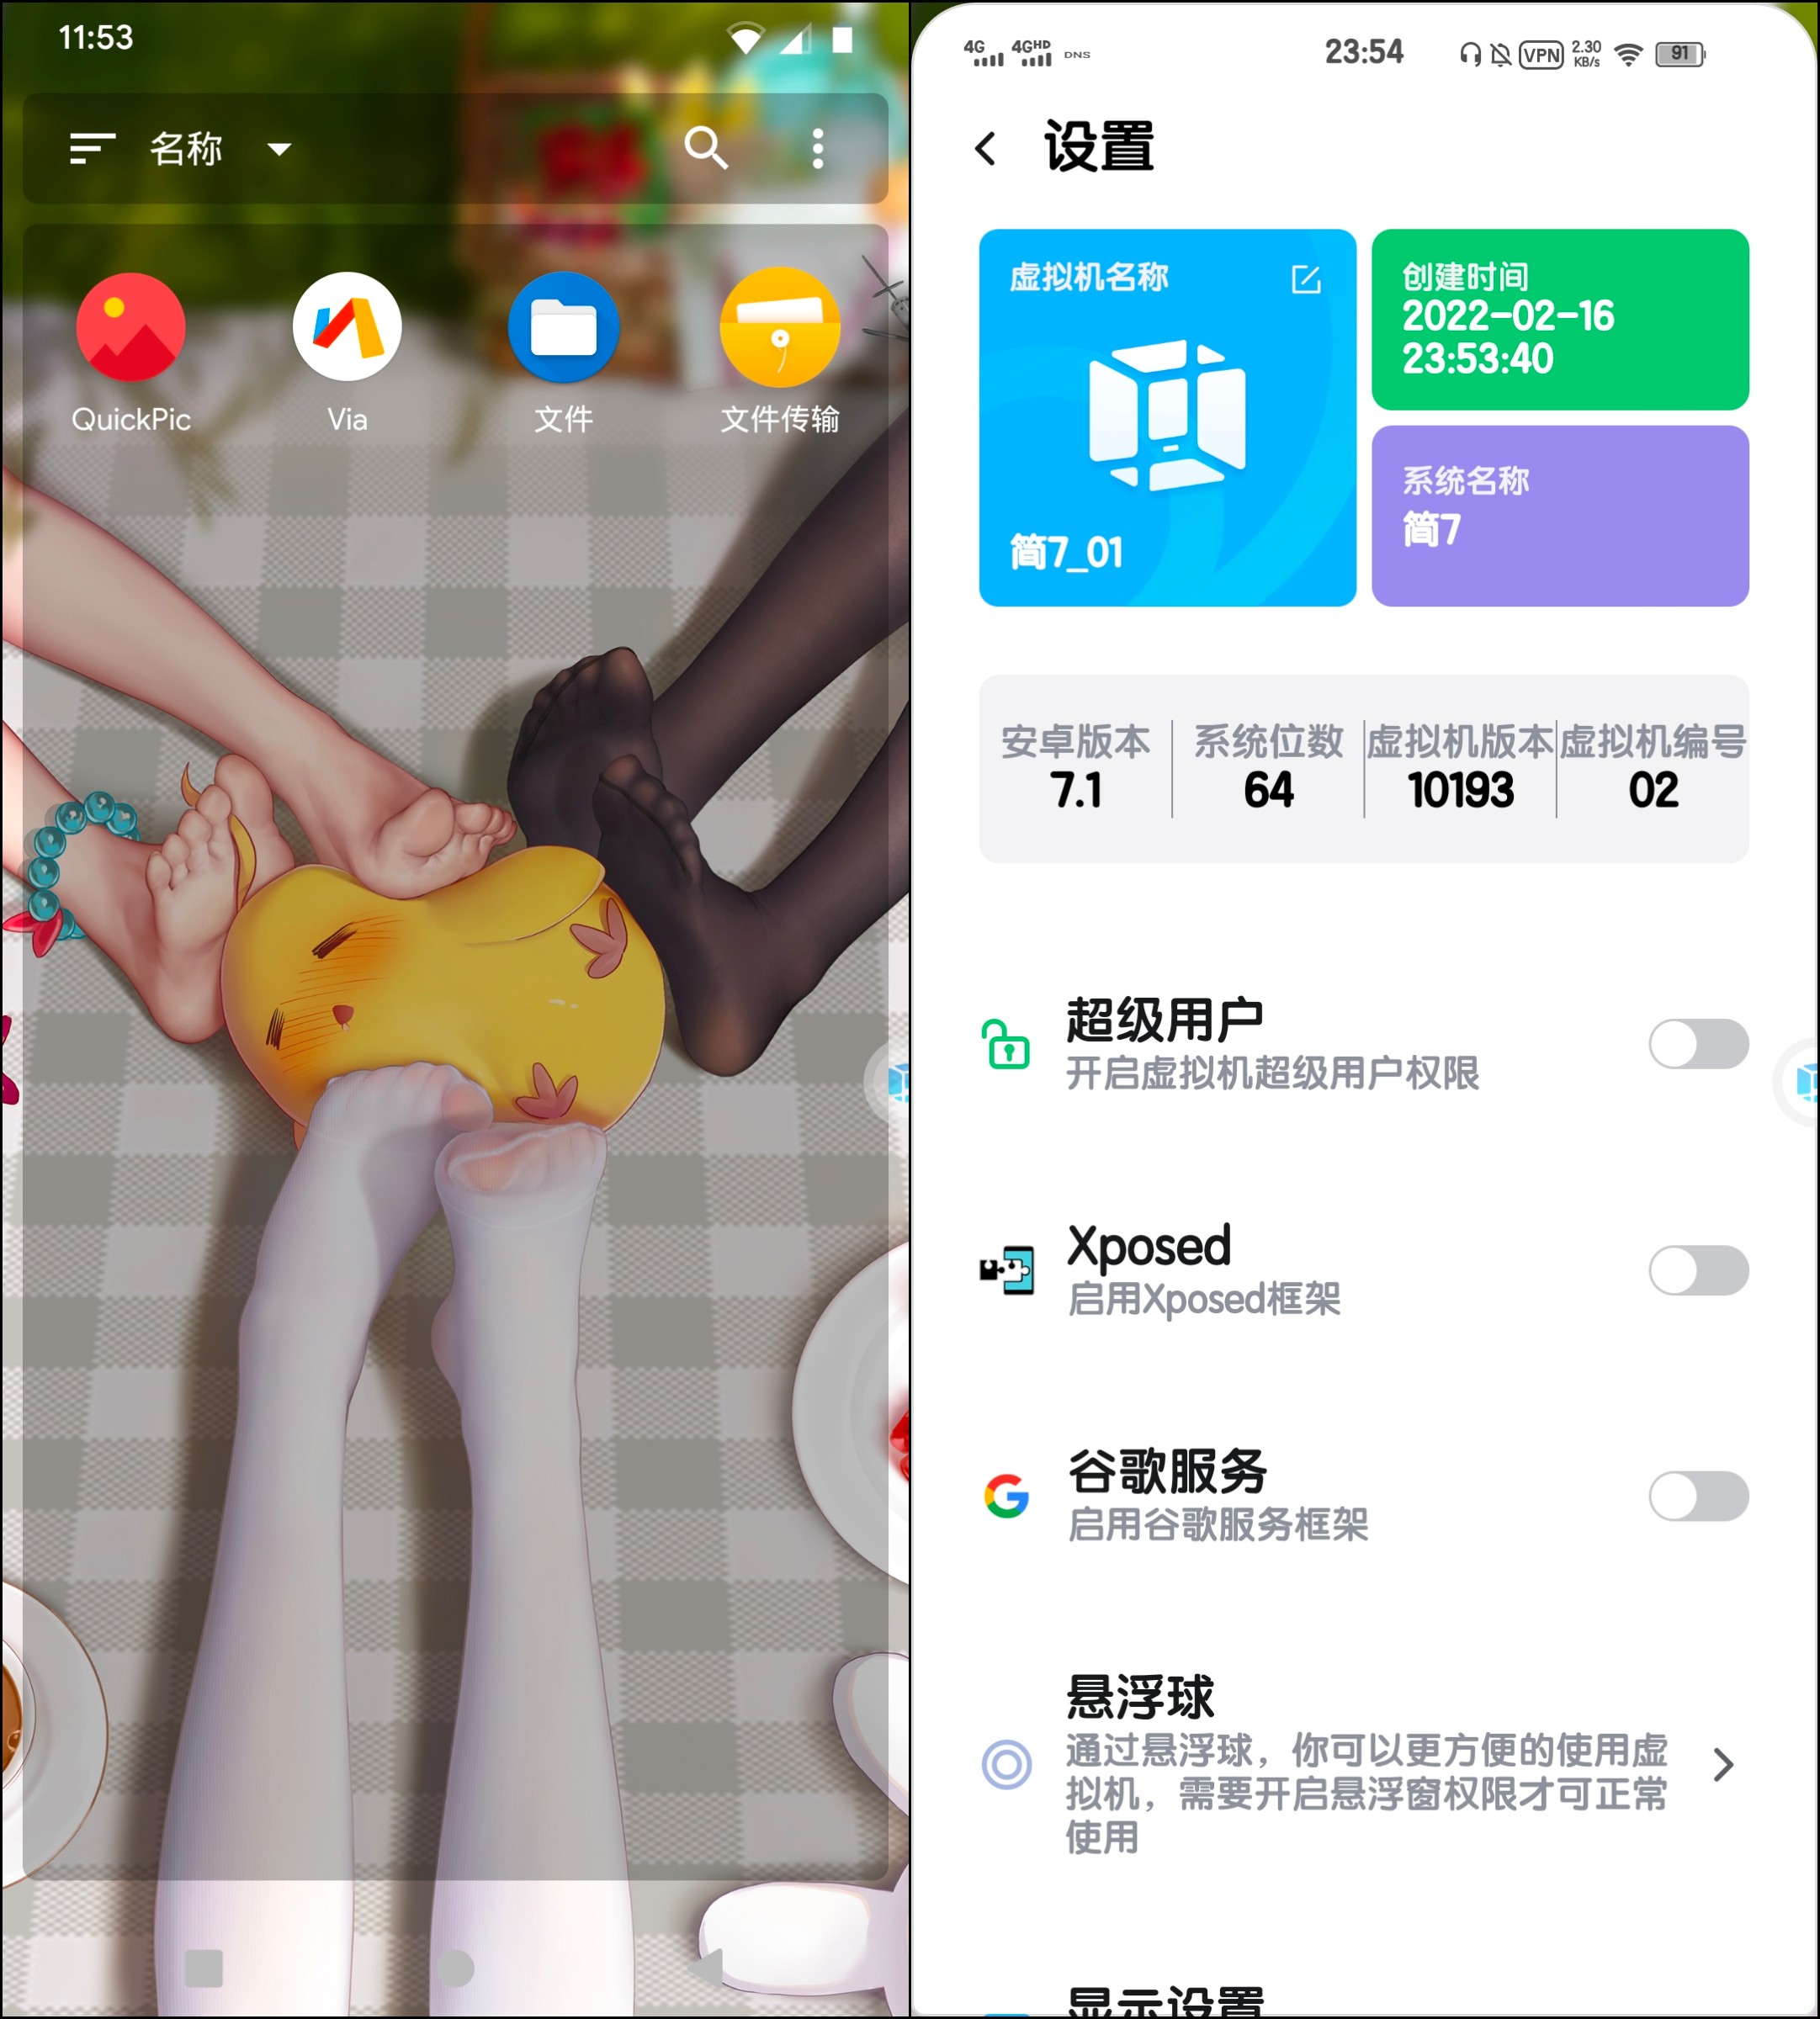 11:53
名称
QuickPic
Via
文件
文件传输
4G 4GHD DNS
23:54
VPN
2.30
KB/s
91
设置
虚拟机名称
简7_01
创建时间
2022-02-16
23:53:40
系统名称
简7
安卓版本
7.1
系统位数
64
虚拟机版本
10193
虚拟机编号
02
超级用户
开启虚拟机超级用户权限
Xposed
启用Xposed框架
谷歌服务
启用谷歌服务框架
悬浮球
通过悬浮球，你可以更方便的使用虚
拟机，需要开启悬浮窗权限才可正常
使用
显示设置